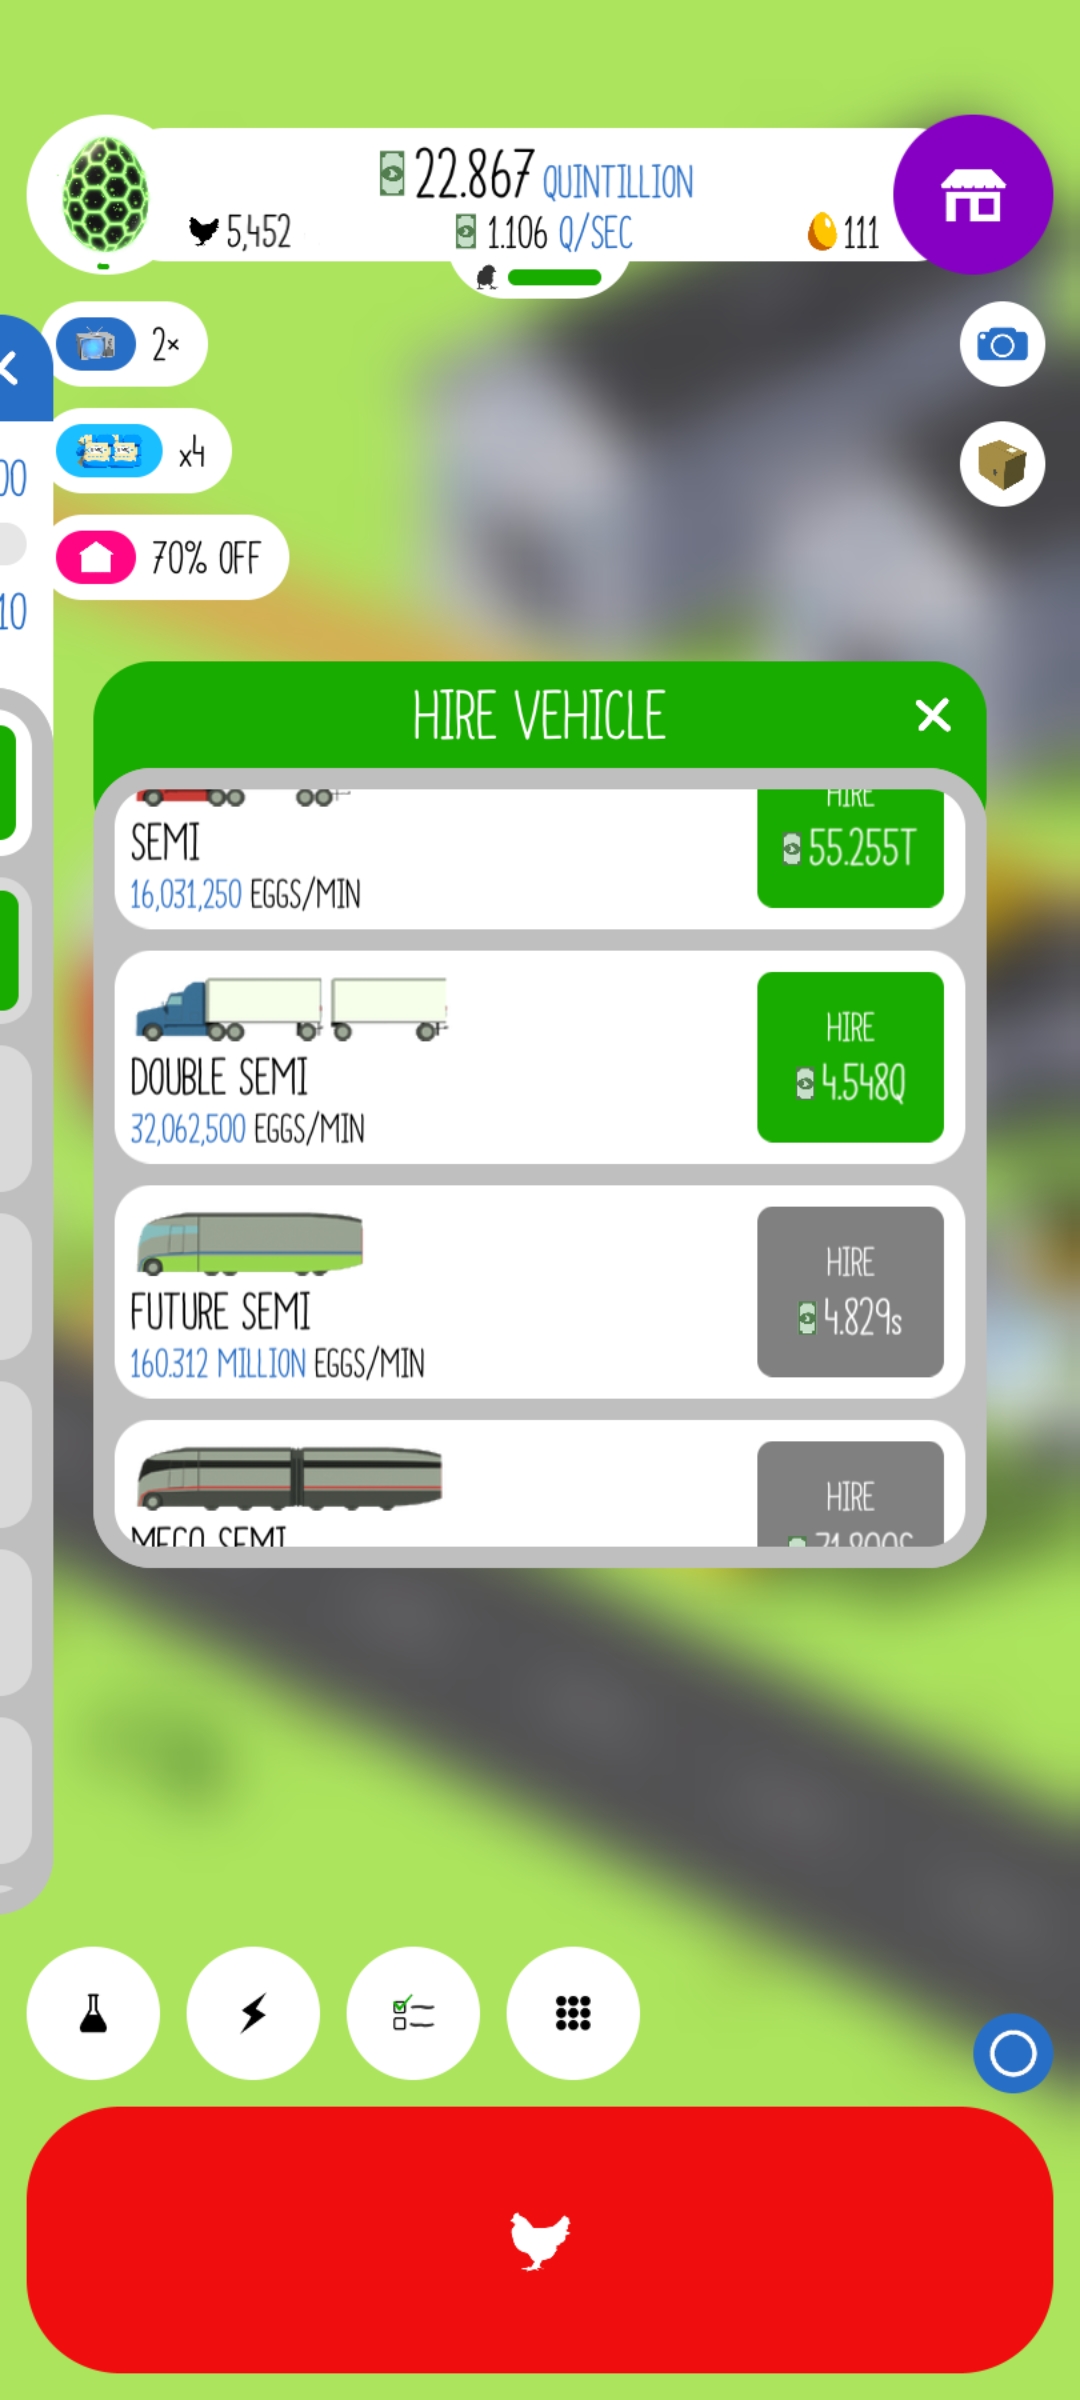 22.867 QUINTILLION
5,452
1.106 Q/SEC
111
2×
x4
70% OFF
00
10
HIRE VEHICLE
HIRE
55.255T
SEMI
16,031,250 EGGS/MIN
HIRE
4.548Q
DOUBLE SEMI
32,062,500 EGGS/MIN
HIRE
4.829s
FUTURE SEMI
160.312 MILLION EGGS/MIN
HIRE
MEGA SEMI